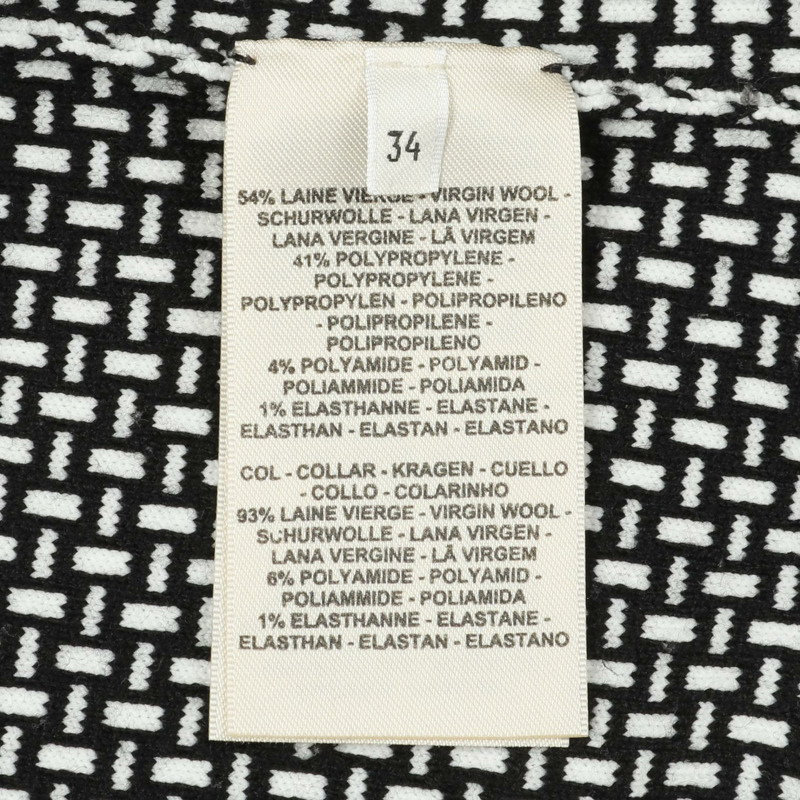 34
54% LAINE VIERGE - VIRGIN WOOL -
SCHURWOLLE - LANA VIRGEN -
LANA VERGINE - LÃ VIRGEM
41% POLYPROPYLENE -
POLYPROPYLENE -
POLYPROPYLEN - POLIPROPILENO
- POLIPROPILENE -
POLIPROPILENO
4% POLYAMIDE - POLYAMID -
POLIAMMIDE - POLIAMIDA
1% ELASTHANNE - ELASTANE -
ELASTHAN - ELASTAN - ELASTANO
COL - COLLAR - KRAGEN - CUELLO
- COLLO - COLARINHO
93% LAINE VIERGE - VIRGIN WOOL -
SCHURWOLLE - LANA VIRGEN -
LANA VERGINE - LÃ VIRGEM
6% POLYAMIDE - POLYAMID -
POLIAMMIDE - POLIAMIDA
1% ELASTHANNE - ELASTANE -
ELASTHAN - ELASTAN - ELASTANO